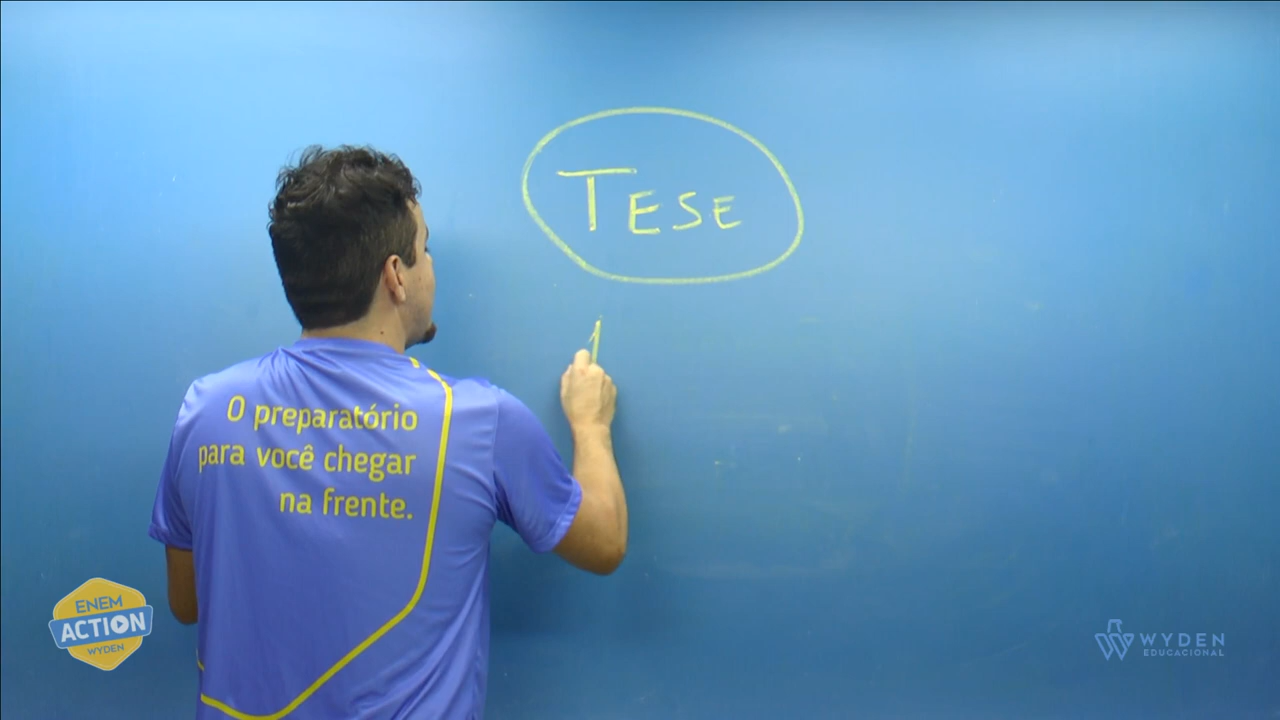 TESE
O preparatório
para você chegar
na frente.
ENEM
ACTION
WYDEN
WYDEN
EDUCACIONAL